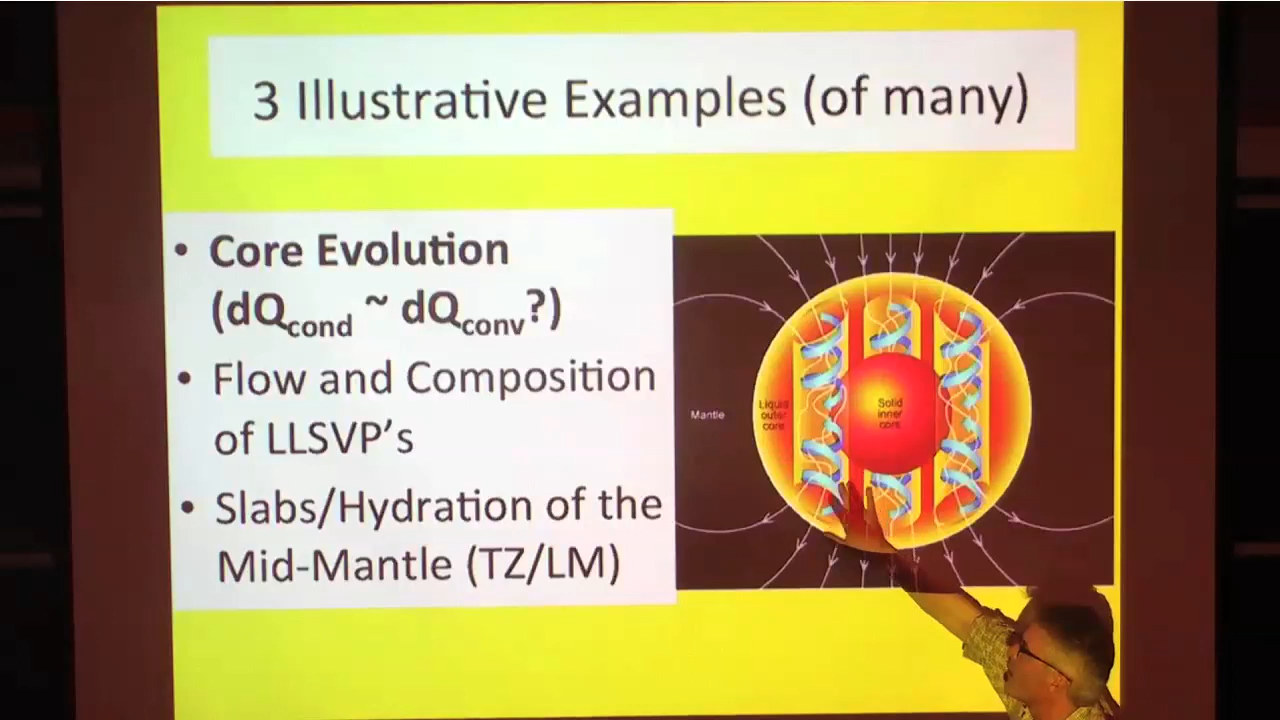 3 Illustrative Examples (of many)
• Core Evolution
(dQcond ~ dQconv?)
• Flow and Composition
of LLSVP’s
• Slabs/Hydration of the
Mid-Mantle (TZ/LM)
Mantle
Liquid
outer
core
Solid
inner
core